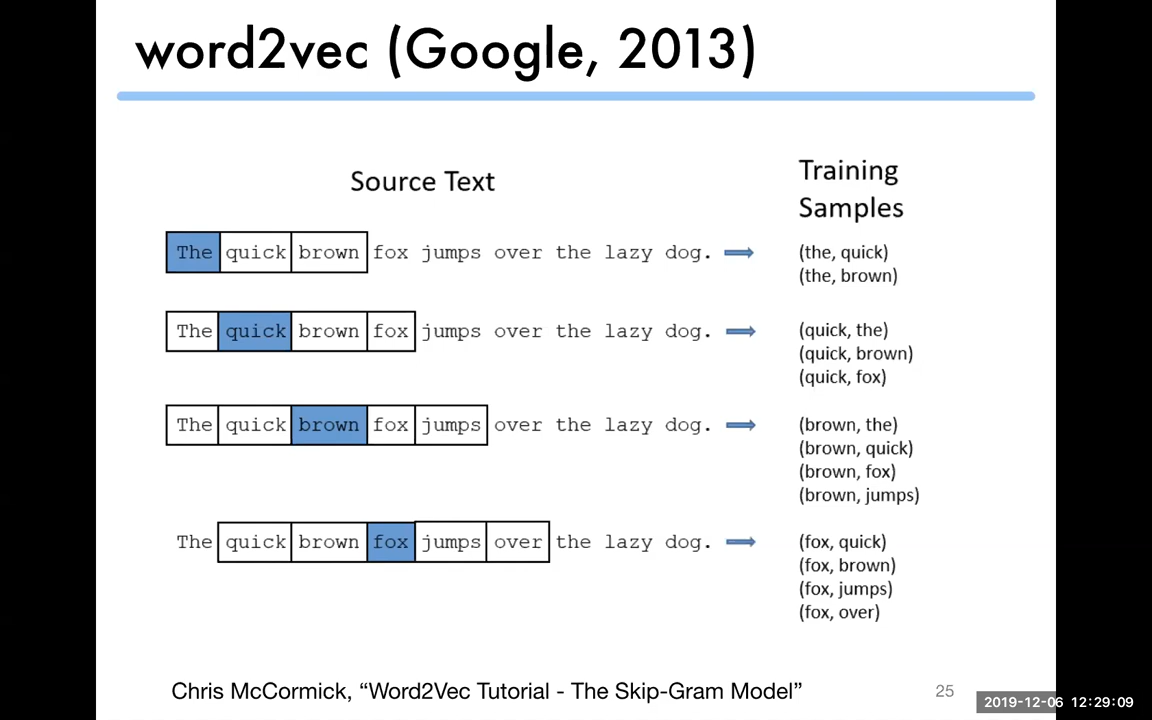 word2vec (Google, 2013)
Source Text
Training
Samples
The quick brown fox jumps over the lazy dog.
(the, quick)
(the, brown)
The quick brown fox jumps over the lazy dog.
(quick, the)
(quick, brown)
(quick, fox)
The quick brown fox jumps over the lazy dog.
(brown, the)
(brown, quick)
(brown, fox)
(brown, jumps)
The quick brown fox jumps over the lazy dog.
(fox, quick)
(fox, brown)
(fox, jumps)
(fox, over)
Chris McCormick, “Word2Vec Tutorial - The Skip-Gram Model”
25
2019-12-06 12:29:09